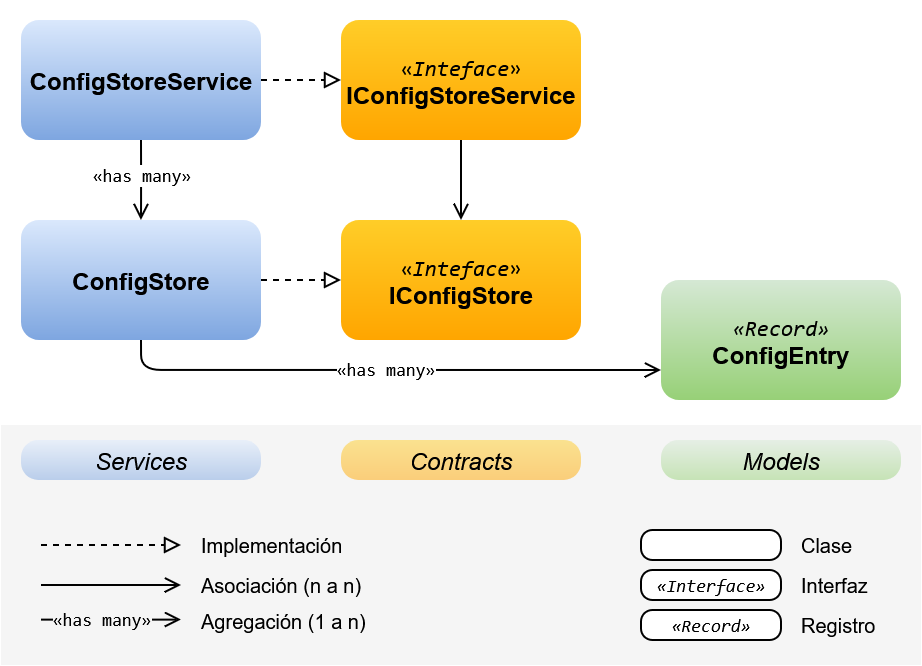 ConfigStoreService
«Inteface»
IConfigStoreService
«has many»
ConfigStore
«Inteface»
IConfigStore
«Record»
ConfigEntry
«has many»
Services
Contracts
Models
Implementación
Asociación (n a n)
«has many»
Agregación (1 a n)
Clase
«Interface»
Interfaz
«Record»
Registro